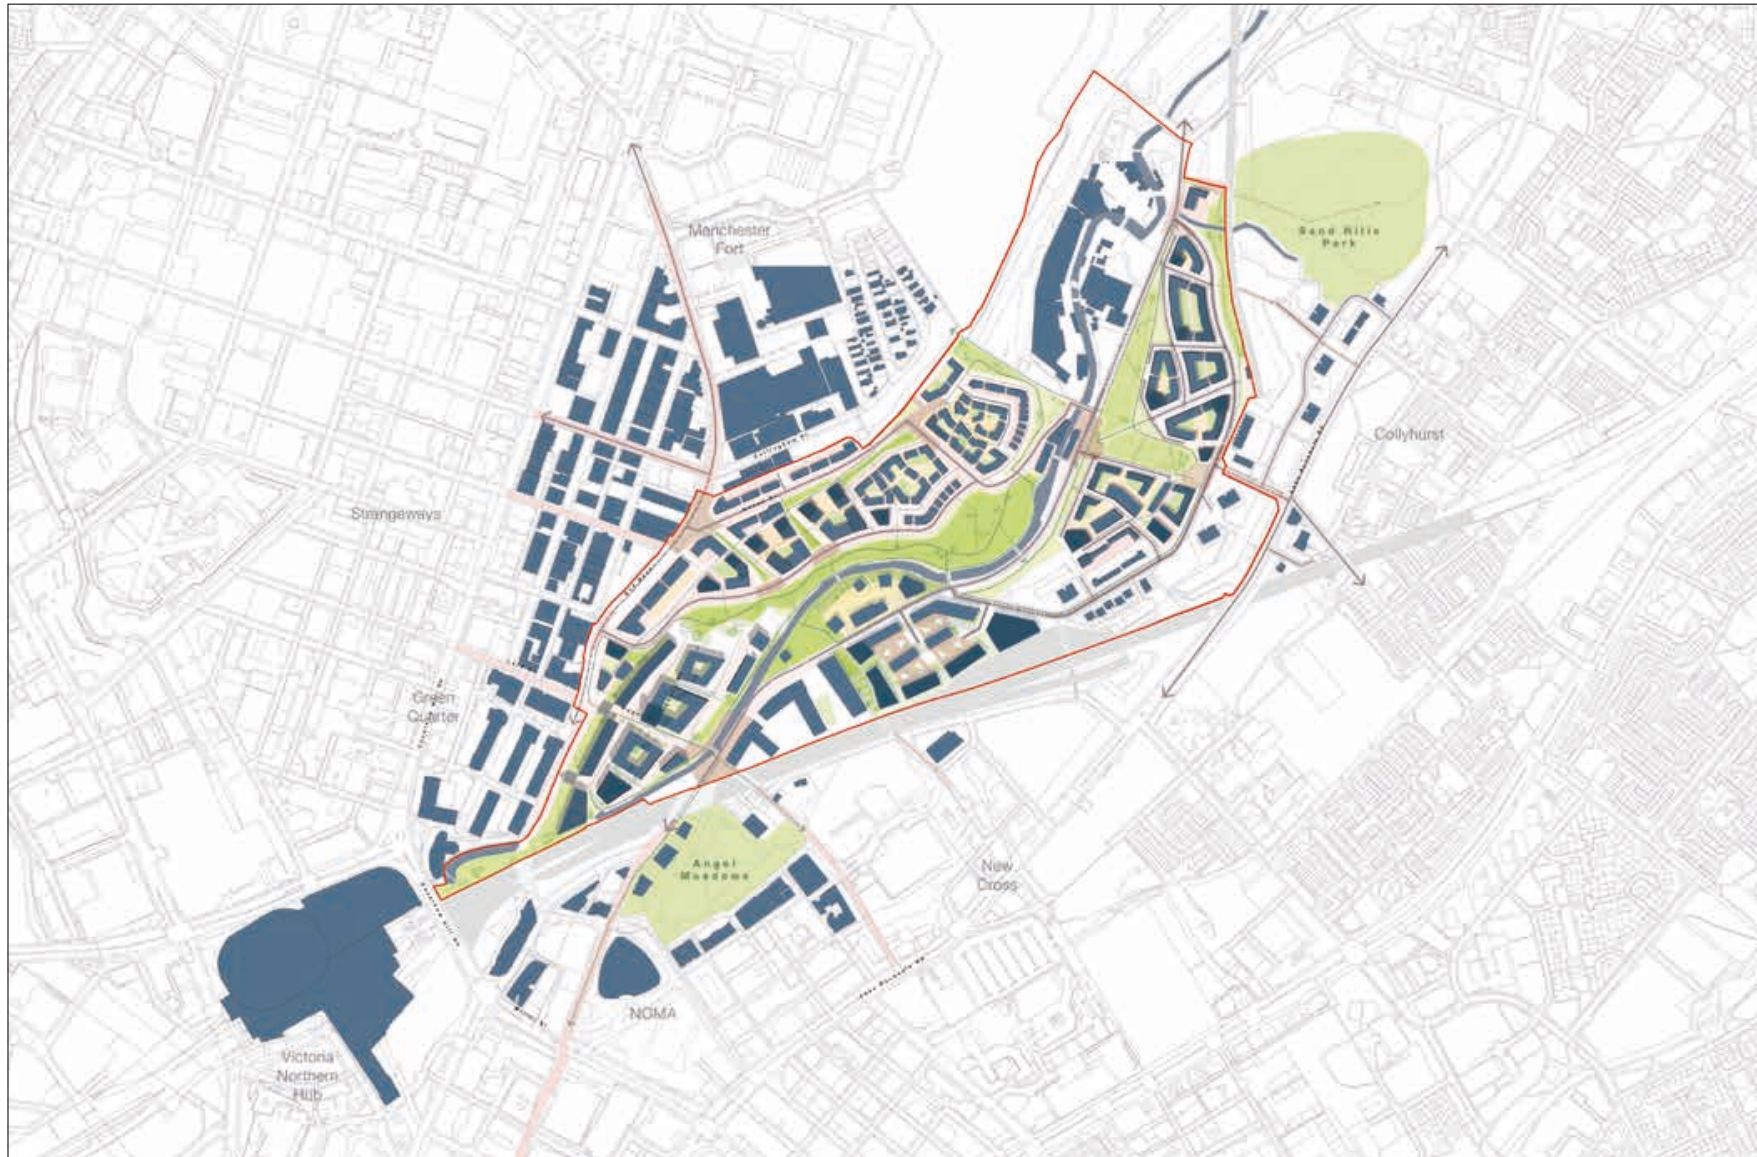 Manchester
Fort
Sand Hills
Park
Collyhurst
Strangeways
Green
Quarter
Angel
Meadows
New
Cross
NOMA
Victoria
Northern
Hub